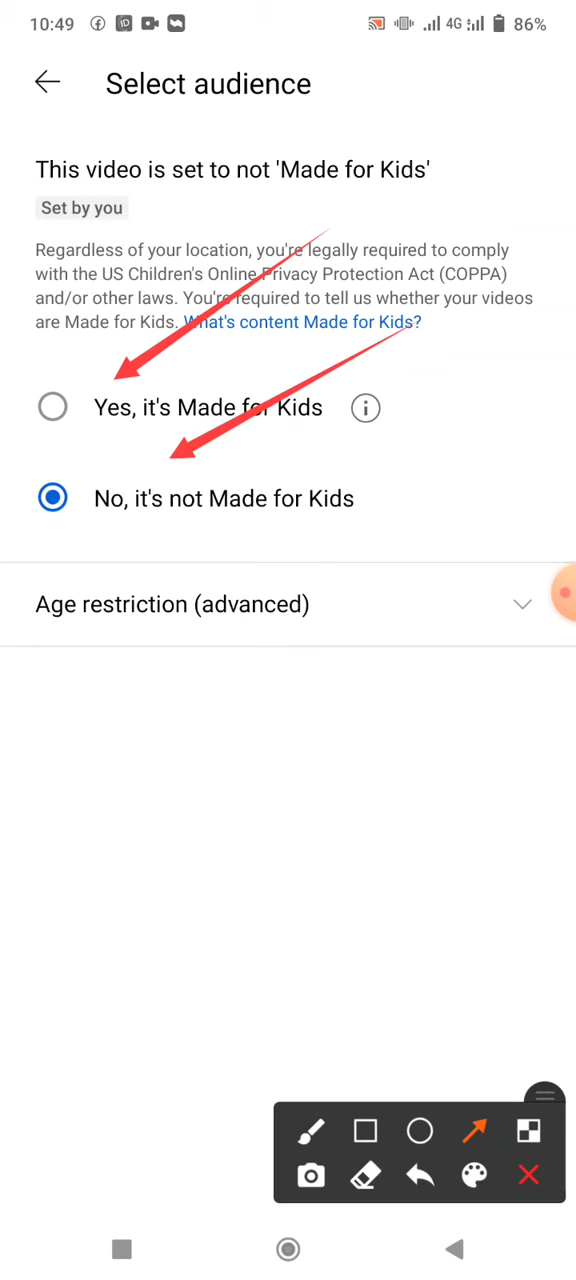 10:49 4G 86%
Select audience
This video is set to not 'Made for Kids'
Set by you
Regardless of your location, you're legally required to comply
with the US Children's Online Privacy Protection Act (COPPA)
and/or other laws. You're required to tell us whether your videos
are Made for Kids. What's content Made for Kids?
Yes, it's Made for Kids
No, it's not Made for Kids
Age restriction (advanced)